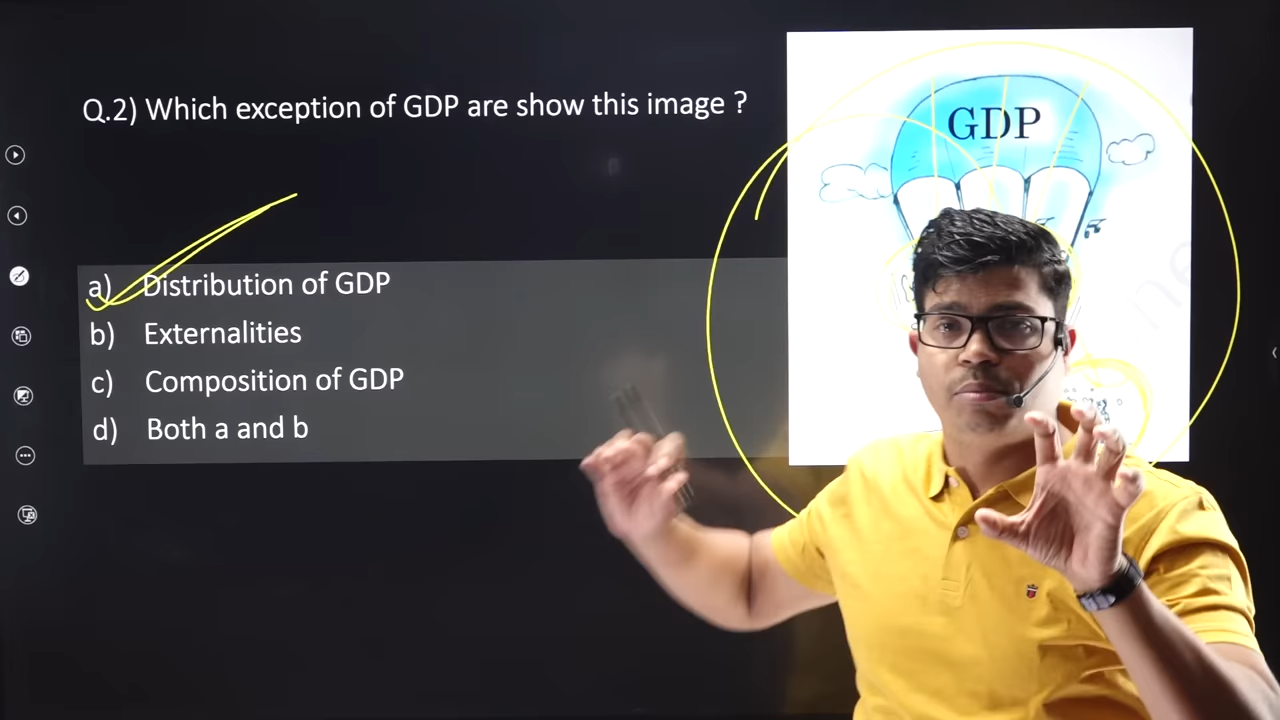 Q.2) Which exception of GDP are show this image ?
GDP
a) Distribution of GDP
b) Externalities
c) Composition of GDP
d) Both a and b